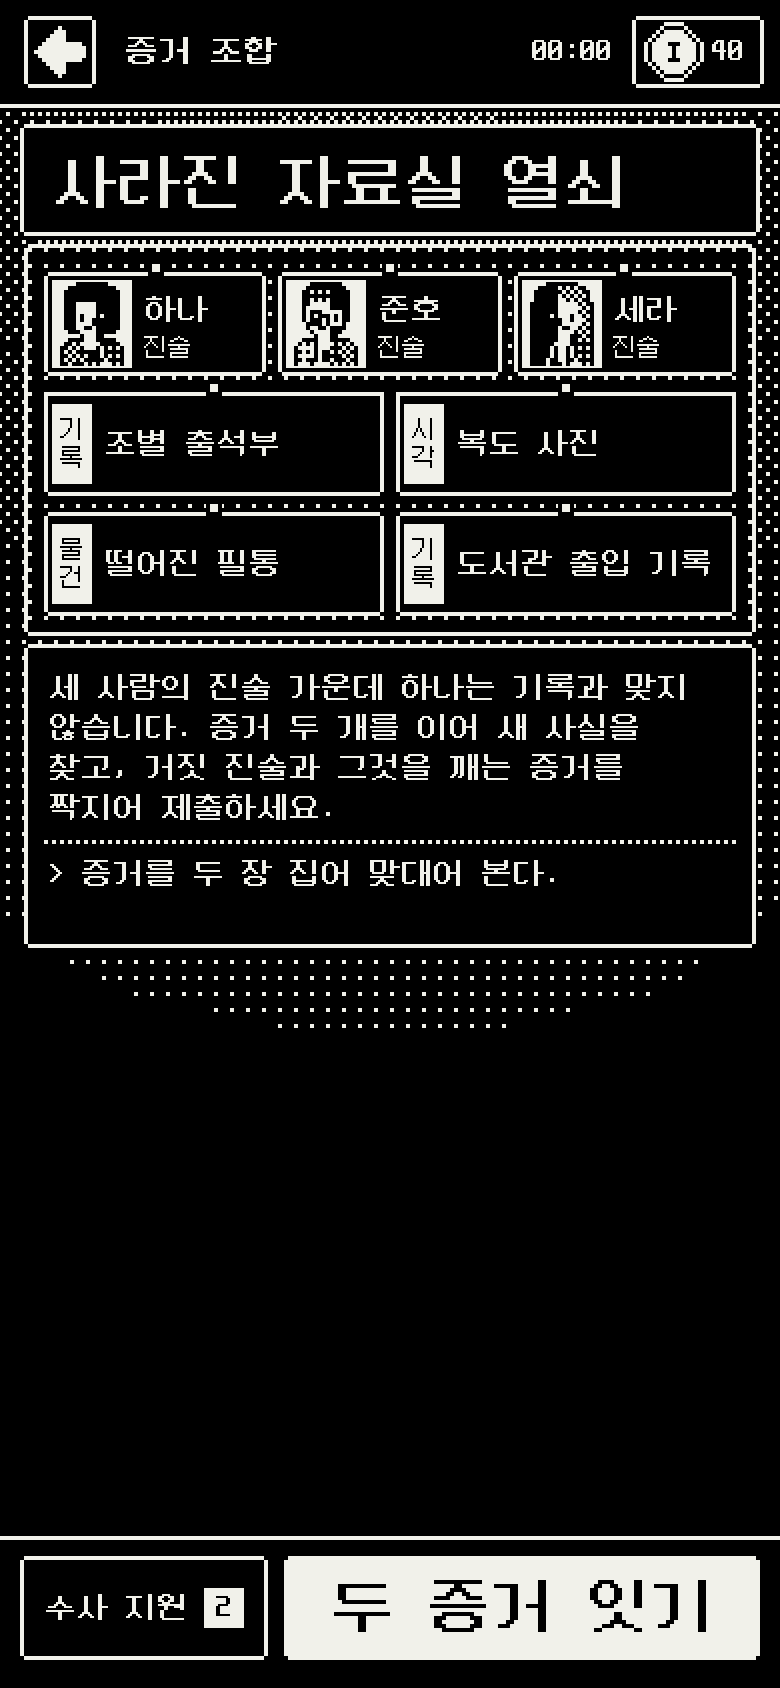 증거 조합
00:00
I 40
사라진 자료실 열쇠
하나
진술
준호
진술
세라
진술
기록
조별 출석부
시각
복도 사진
물건
떨어진 필통
기록
도서관 출입 기록
세 사람의 진술 가운데 하나는 기록과 맞지
않습니다. 증거 두 개를 이어 새 사실을
찾고, 거짓 진술과 그것을 깨는 증거를
짝지어 제출하세요.
> 증거를 두 장 집어 맞대어 본다.
수사 지원 2
두 증거 잇기